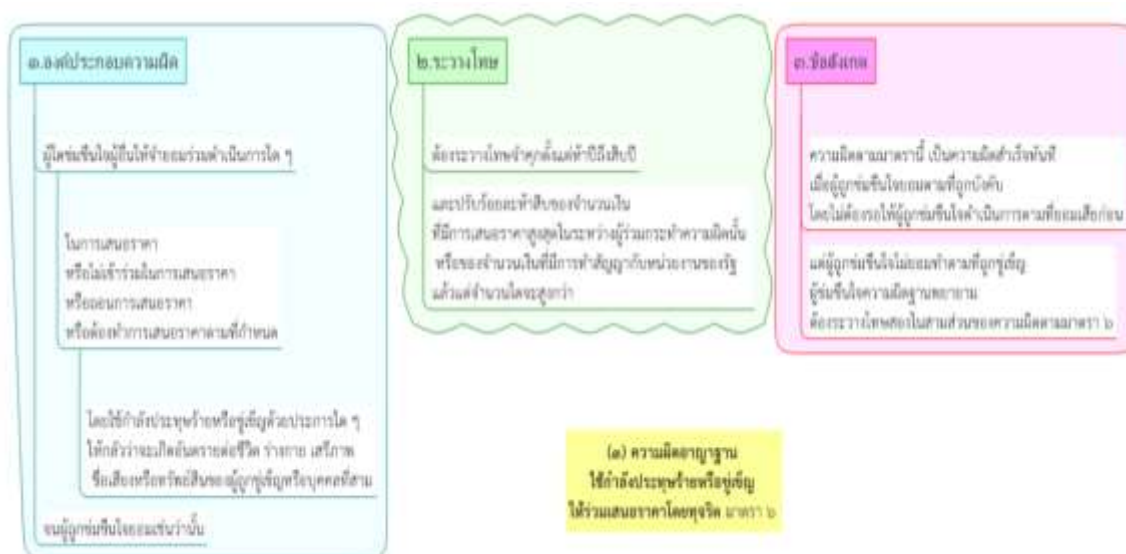 ๑.องค์ประกอบความผิด
ผู้ใดข่มขืนใจผู้อื่นให้จำยอมร่วมดำเนินการใด ๆ
ในการเสนอราคา
หรือไม่เข้าร่วมในการเสนอราคา
หรือถอนการเสนอราคา
หรือต้องทำการเสนอราคาตามที่กำหนด
โดยใช้กำลังประทุษร้ายหรือขู่เข็ญด้วยประการใด ๆ
ให้กลัวว่าจะเกิดอันตรายต่อชีวิต ร่างกาย เสรีภาพ
ชื่อเสียงหรือทรัพย์สินของผู้ถูกขู่เข็ญหรือบุคคลที่สาม
จนผู้ถูกข่มขืนใจยอมเช่นว่านั้น
๒.ระวางโทษ
ต้องระวางโทษจำคุกตั้งแต่ห้าปีถึงสิบปี
และปรับร้อยละห้าสิบของจำนวนเงิน
ที่มีการเสนอราคาสูงสุดในระหว่างผู้ร่วมกระทำความผิดนั้น
หรือของจำนวนเงินที่มีการทำสัญญากับหน่วยงานของรัฐ
แล้วแต่จำนวนใดจะสูงกว่า
๓.ข้อสังเกต
ความผิดตามมาตรานี้ เป็นความผิดสำเร็จทันที
เมื่อผู้ถูกข่มขืนใจยอมตามที่ถูกบังคับ
โดยไม่ต้องรอให้ผู้ถูกข่มขืนใจดำเนินการตามที่ยอมเสียก่อน
แต่ผู้ถูกข่มขืนใจไม่ยอมทำตามที่ถูกขู่เข็ญ
ผู้ข่มขืนใจความผิดฐานพยายาม
ต้องระวางโทษสองในสามส่วนของความผิดตามมาตรา ๖
(๑) ความผิดอาญาฐาน
ใช้กำลังประทุษร้ายหรือขู่เข็ญ
ให้ร่วมเสนอราคาโดยทุจริต มาตรา ๖